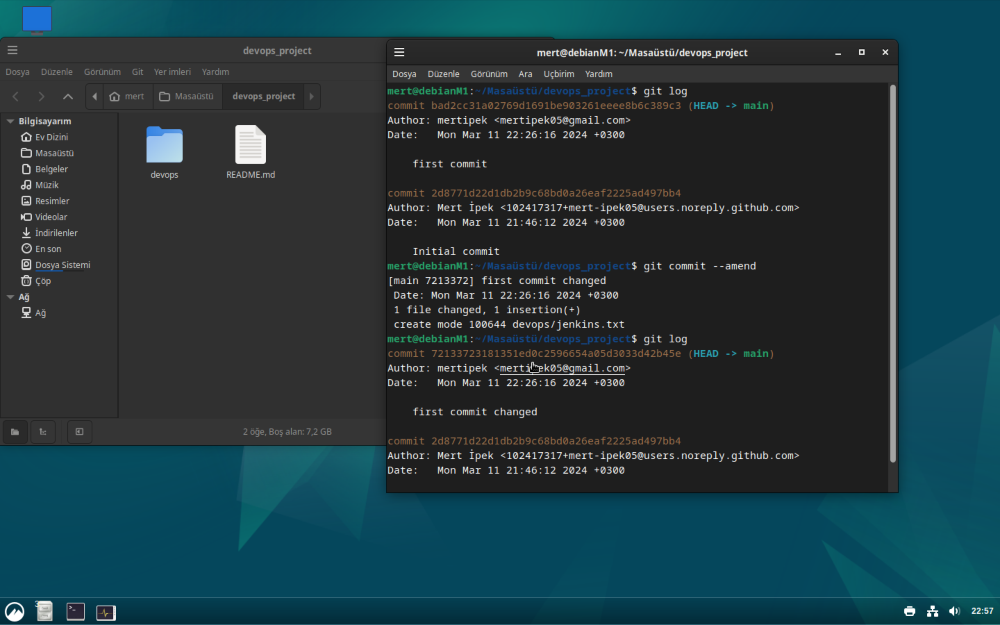 devops_project
Dosya Düzenle Görünüm Git Yer imleri Yardım
mert Masaüstü devops_project
Bilgisayarım
Ev Dizini
Masaüstü
Belgeler
Müzik
Resimler
Videolar
İndirilenler
En son
Dosya Sistemi
Çöp
Ağ
Ağ
devops README.md
2 öğe, Boş alan: 7,2 GB
mert@debianM1: ~/Masaüstü/devops_project
Dosya Düzenle Görünüm Ara Uçbirim Yardım
mert@debianM1:~/Masaüstü/devops_project$ git log
commit bad2cc31a02769d1691be903261eeee8b6c389c3 (HEAD -> main)
Author: mertipek <mertipek05@gmail.com>
Date:   Mon Mar 11 22:26:16 2024 +0300
first commit
commit 2d8771d22d1db2b9c68bd0a26eaf2225ad497bb4
Author: Mert İpek <102417317+mert-ipek05@users.noreply.github.com>
Date:   Mon Mar 11 21:46:12 2024 +0300
Initial commit
mert@debianM1:~/Masaüstü/devops_project$ git commit --amend
[main 7213372] first commit changed
Date: Mon Mar 11 22:26:16 2024 +0300
1 file changed, 1 insertion(+)
create mode 100644 devops/jenkins.txt
mert@debianM1:~/Masaüstü/devops_project$ git log
commit 72133723181351ed0c2596654a05d3033d42b45e (HEAD -> main)
Author: mertipek <mertipek05@gmail.com>
Date:   Mon Mar 11 22:26:16 2024 +0300
first commit changed
commit 2d8771d22d1db2b9c68bd0a26eaf2225ad497bb4
Author: Mert İpek <102417317+mert-ipek05@users.noreply.github.com>
Date:   Mon Mar 11 21:46:12 2024 +0300
3
22:57